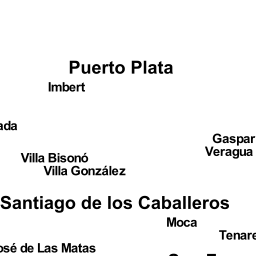 Puerto Plata
Imbert
ada
Gaspar
Villa Bisonó
Veragua
Villa González
Santiago de los Caballeros
Moca
Tenare
osé de Las Matas